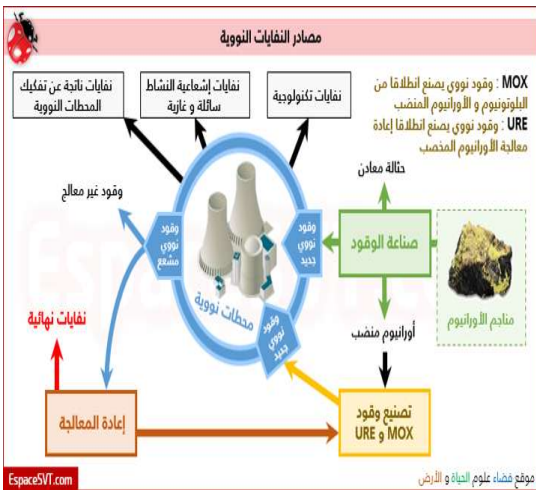 مصادر النفايات النووية
MOX : وقود نووي يصنع انطلاقا من
البلوتونيوم و الأورانيوم المنضب
URE : وقود نووي يصنع انطلاقا إعادة
معالجة الأورانيوم المخصب
نفايات تكنولوجية
نفايات إشعاعية النشاط
سائلة و غازية
نفايات ناتجة عن تفكيك
المحطات النووية
حثالة معادن
وقود غير معالج
صناعة الوقود
وقود
نووي
جديد
وقود
نووي
مشع
محطات نووية
وقود
نووي
جديد
مناجم الأورانيوم
أورانيوم منضب
نفايات نهائية
تصنيع وقود
MOX و URE
إعادة المعالجة
موقع فضاء علوم الحياة و الأرض
EspaceSVT.com